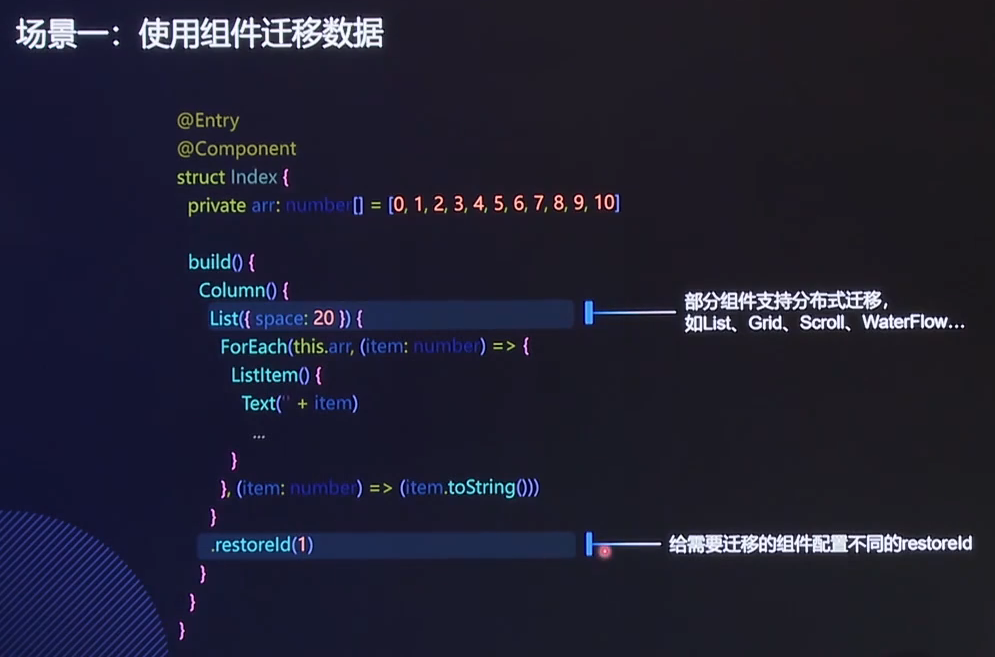 场景一：使用组件迁移数据
@Entry
@Component
struct Index {
private arr: number[] = [0, 1, 2, 3, 4, 5, 6, 7, 8, 9, 10]
build() {
Column() {
List({ space: 20 }) {
部分组件支持分布式迁移，
如List、Grid、Scroll、WaterFlow...
ForEach(this.arr, (item: number) => {
ListItem() {
Text('' + item)
...
}
}, (item: number) => (item.toString()))
}
.restoreId(1)
给需要迁移的组件配置不同的restoreId
}
}
}